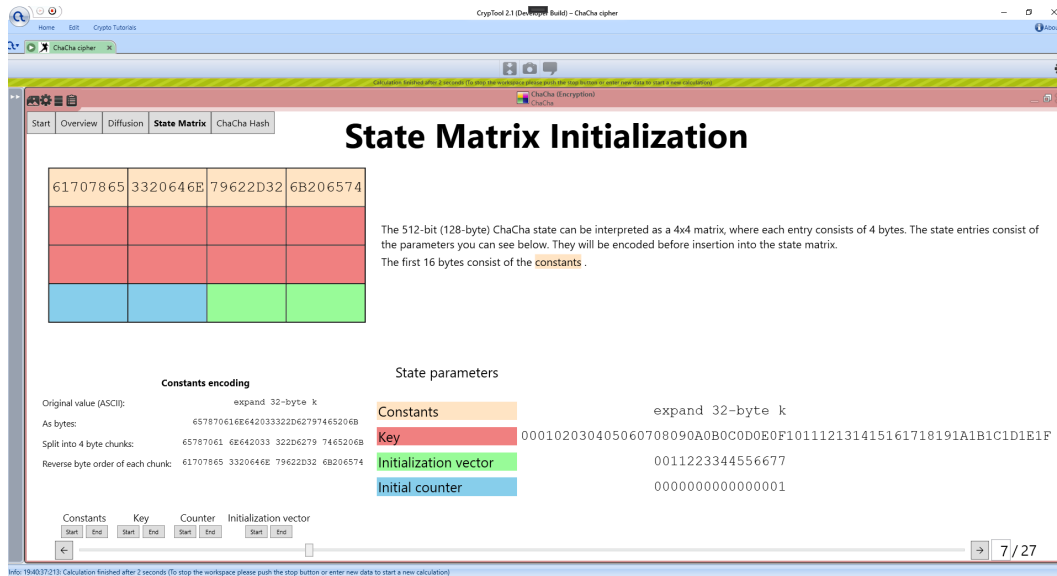 CrypTool 2.1 (Developer Build) – ChaCha cipher
Home Edit Crypto Tutorials
ChaCha cipher
Calculation finished after 2 seconds (To stop the workspace please push the stop button or enter new data to start a new calculation)
ChaCha (Encryption)
ChaCha
Start Overview Diffusion State Matrix ChaCha Hash
State Matrix Initialization
61707865 3320646E 79622D32 6B206574
The 512-bit (128-byte) ChaCha state can be interpreted as a 4x4 matrix, where each entry consists of 4 bytes. The state entries consist of
the parameters you can see below. They will be encoded before insertion into the state matrix.
The first 16 bytes consist of the constants .
Constants encoding
Original value (ASCII): expand 32-byte k
As bytes: 657870616E642033322D62797465206B
Split into 4 byte chunks: 65787061 6E642033 322D6279 7465206B
Reverse byte order of each chunk: 61707865 3320646E 79622D32 6B206574
State parameters
Constants expand 32-byte k
Key 000102030405060708090A0B0C0D0E0F101112131415161718191A1B1C1D1E1F
Initialization vector 0011223344556677
Initial counter 0000000000000001
Constants Key Counter Initialization vector
Start End Start End Start End Start End
7 / 27
Info: 19:40:37:213: Calculation finished after 2 seconds (To stop the workspace please push the stop button or enter new data to start a new calculation)